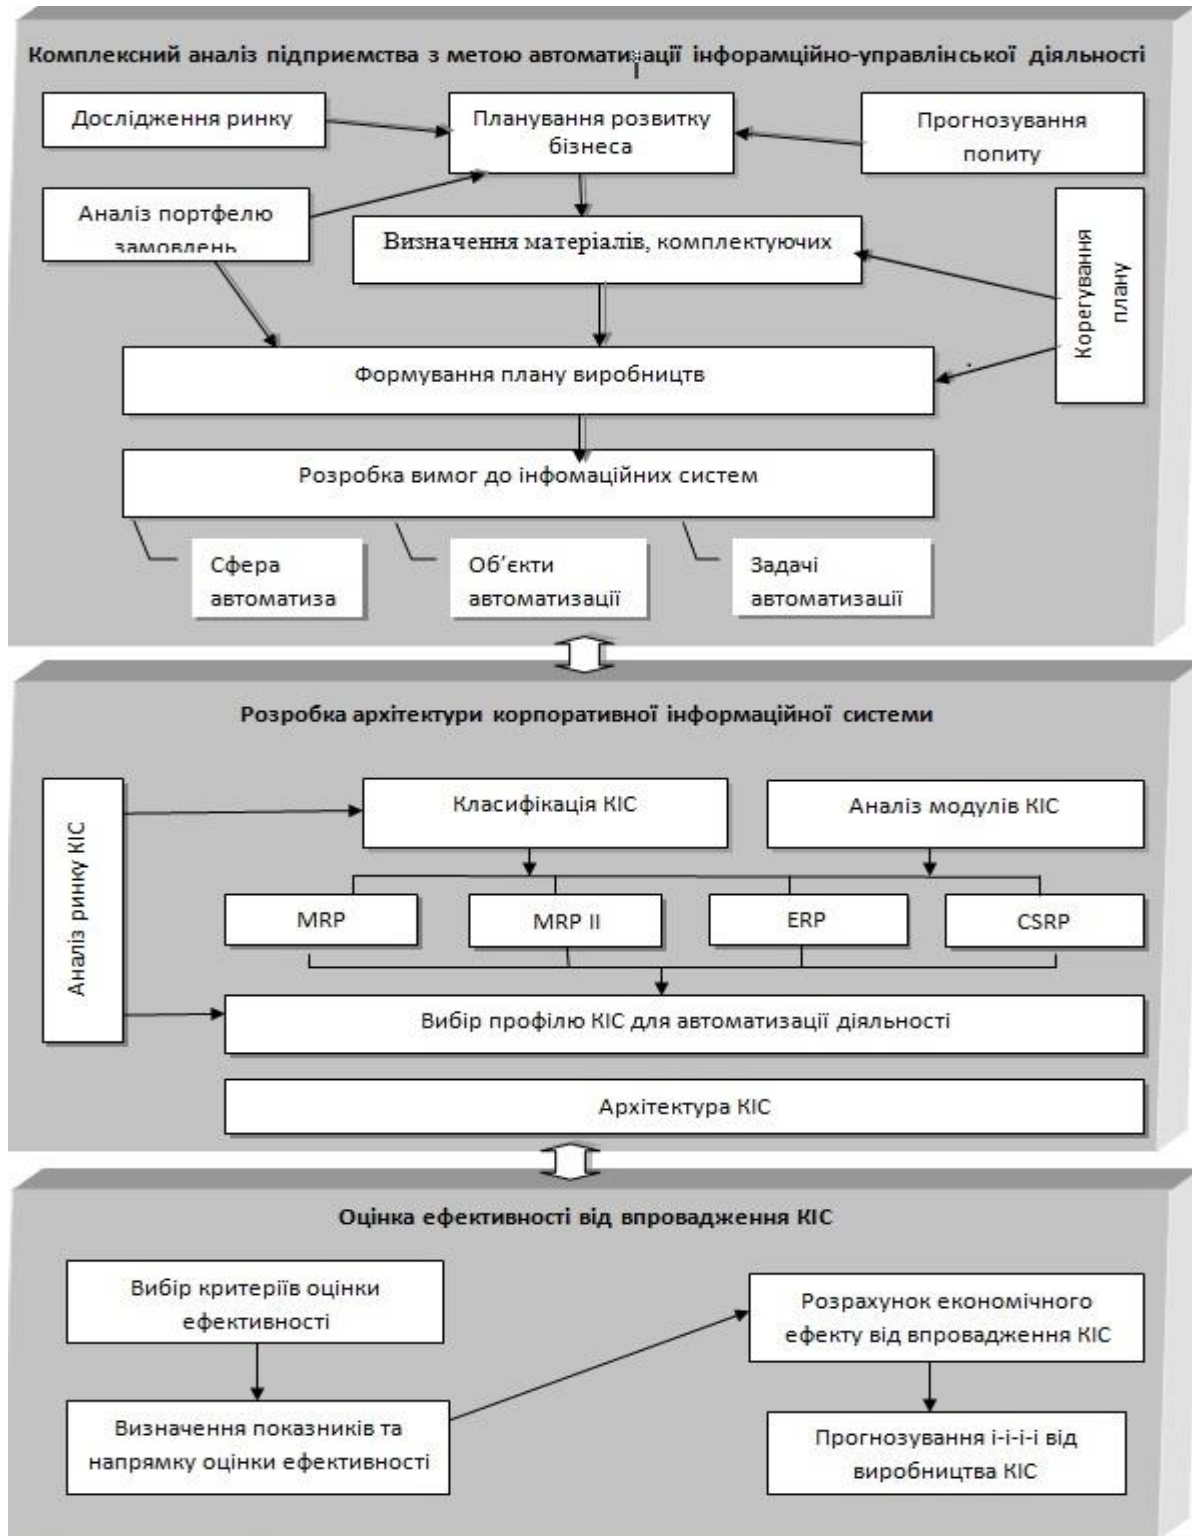 Комплексний аналіз підприємства з метою автоматизації інфорамційно-управлінської діяльності
Дослідження ринку
Планування розвитку
бізнеса
Прогнозування
попиту
Аналіз портфелю
замовлень
Визначення матеріалів, комплектуючих
Корегування
плану
Формування плану виробництв
Розробка вимог до інфомаційних систем
Сфера
автоматиза
Об’єкти
автоматизації
Задачі
автоматизації
Розробка архітектури корпоративної інформаційної системи
Аналіз ринку КІС
Класифікація КІС
Аналіз модулів КІС
MRP
MRP II
ERP
CSRP
Вибір профілю КІС для автоматизації діяльності
Архітектура КІС
Оцінка ефективності від впровадження КІС
Вибір критеріїв оцінки
ефективності
Визначення показників та
напрямку оцінки ефективності
Розрахунок економічного
ефекту від впровадження КІС
Прогнозування і-і-і-і від
виробництва КІС